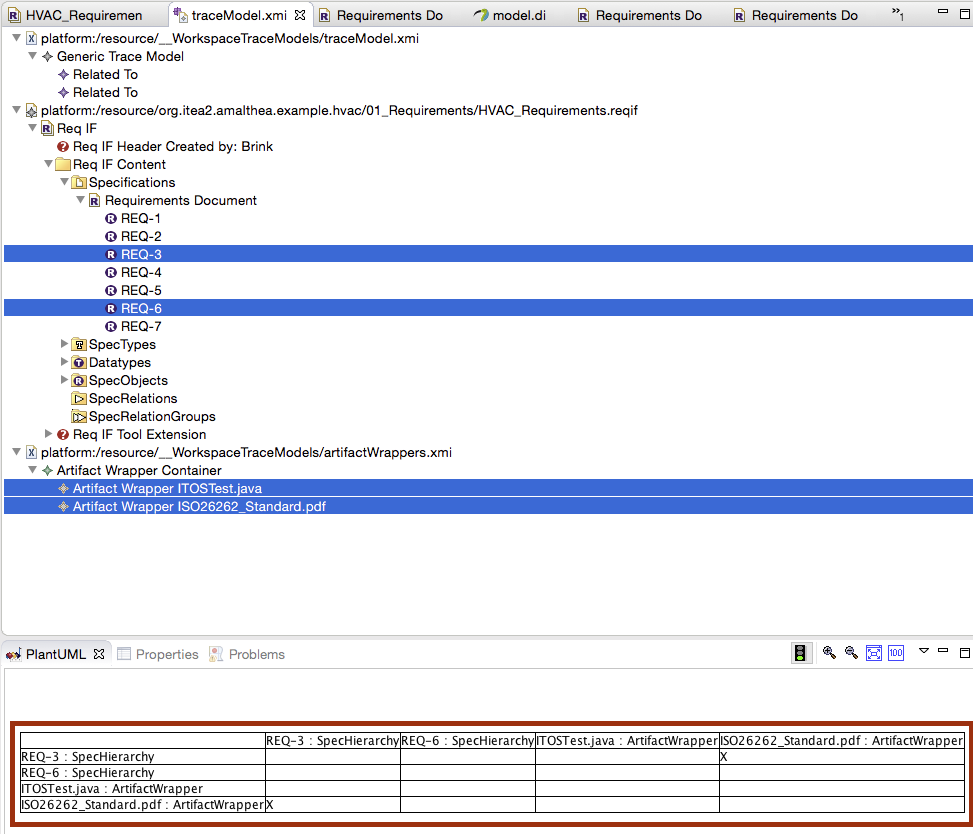 HVAC_Requiremen traceModel.xmi Requirements Do model.di Requirements Do Requirements Do »1
platform:/resource/__WorkspaceTraceModels/traceModel.xmi
Generic Trace Model
Related To
Related To
platform:/resource/org.itea2.amalthea.example.hvac/01_Requirements/HVAC_Requirements.reqif
Req IF
Req IF Header Created by: Brink
Req IF Content
Specifications
Requirements Document
REQ-1
REQ-2
REQ-3
REQ-4
REQ-5
REQ-6
REQ-7
SpecTypes
Datatypes
SpecObjects
SpecRelations
SpecRelationGroups
Req IF Tool Extension
platform:/resource/__WorkspaceTraceModels/artifactWrappers.xmi
Artifact Wrapper Container
Artifact Wrapper ITOSTest.java
Artifact Wrapper ISO26262_Standard.pdf
PlantUML Properties Problems 100
REQ-3 : SpecHierarchy REQ-6 : SpecHierarchy ITOSTest.java : ArtifactWrapper ISO26262_Standard.pdf : ArtifactWrapper
REQ-3 : SpecHierarchy X
REQ-6 : SpecHierarchy
ITOSTest.java : ArtifactWrapper
ISO26262_Standard.pdf : ArtifactWrapper X